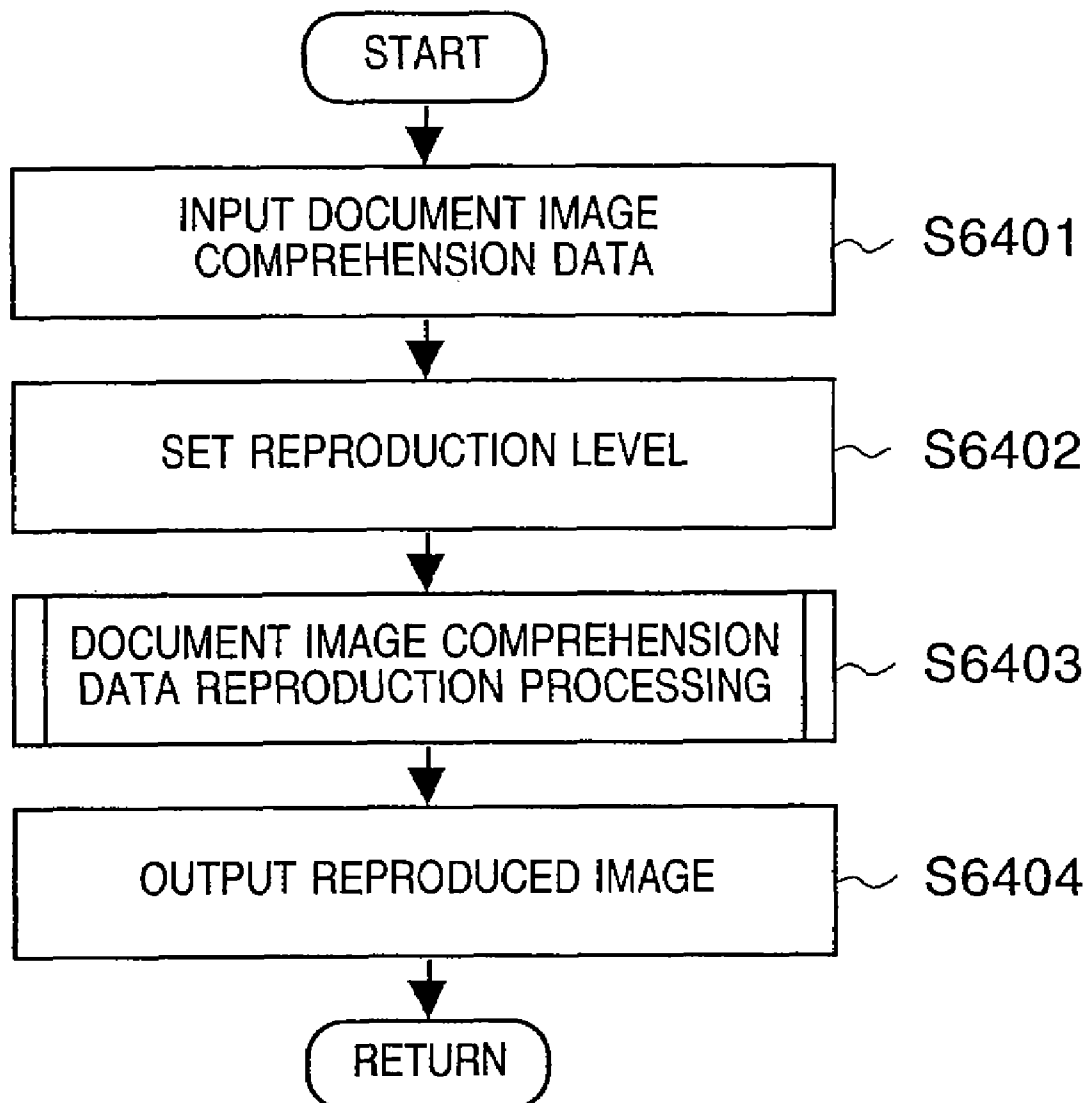 START
INPUT DOCUMENT IMAGE
COMPREHENSION DATA
S6401
SET REPRODUCTION LEVEL
S6402
DOCUMENT IMAGE COMPREHENSION
DATA REPRODUCTION PROCESSING
S6403
OUTPUT REPRODUCED IMAGE
S6404
RETURN